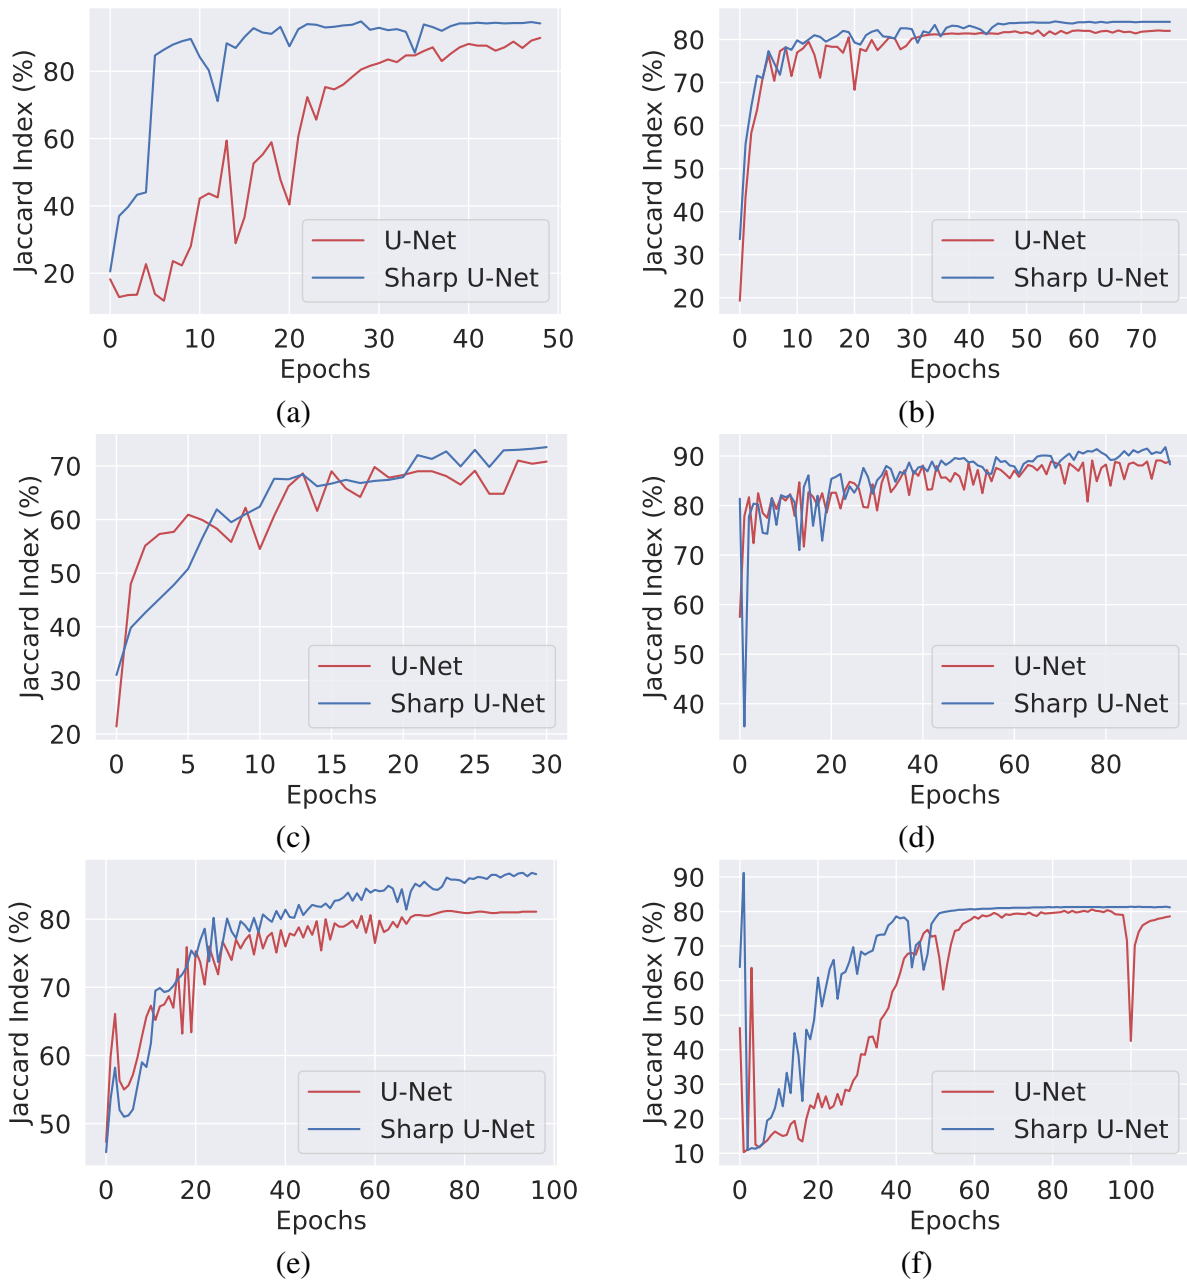 Jaccard Index (%)
80
60
40
20
U-Net
Sharp U-Net
0 10 20 30 40 50
Epochs
(a)
Jaccard Index (%)
80
70
60
50
40
30
20
U-Net
Sharp U-Net
0 10 20 30 40 50 60 70
Epochs
(b)
Jaccard Index (%)
70
60
50
40
30
20
U-Net
Sharp U-Net
0 5 10 15 20 25 30
Epochs
(c)
Jaccard Index (%)
90
80
70
60
50
40
U-Net
Sharp U-Net
0 20 40 60 80
Epochs
(d)
Jaccard Index (%)
80
70
60
50
U-Net
Sharp U-Net
0 20 40 60 80 100
Epochs
(e)
Jaccard Index (%)
90
80
70
60
50
40
30
20
10
U-Net
Sharp U-Net
0 20 40 60 80 100
Epochs
(f)